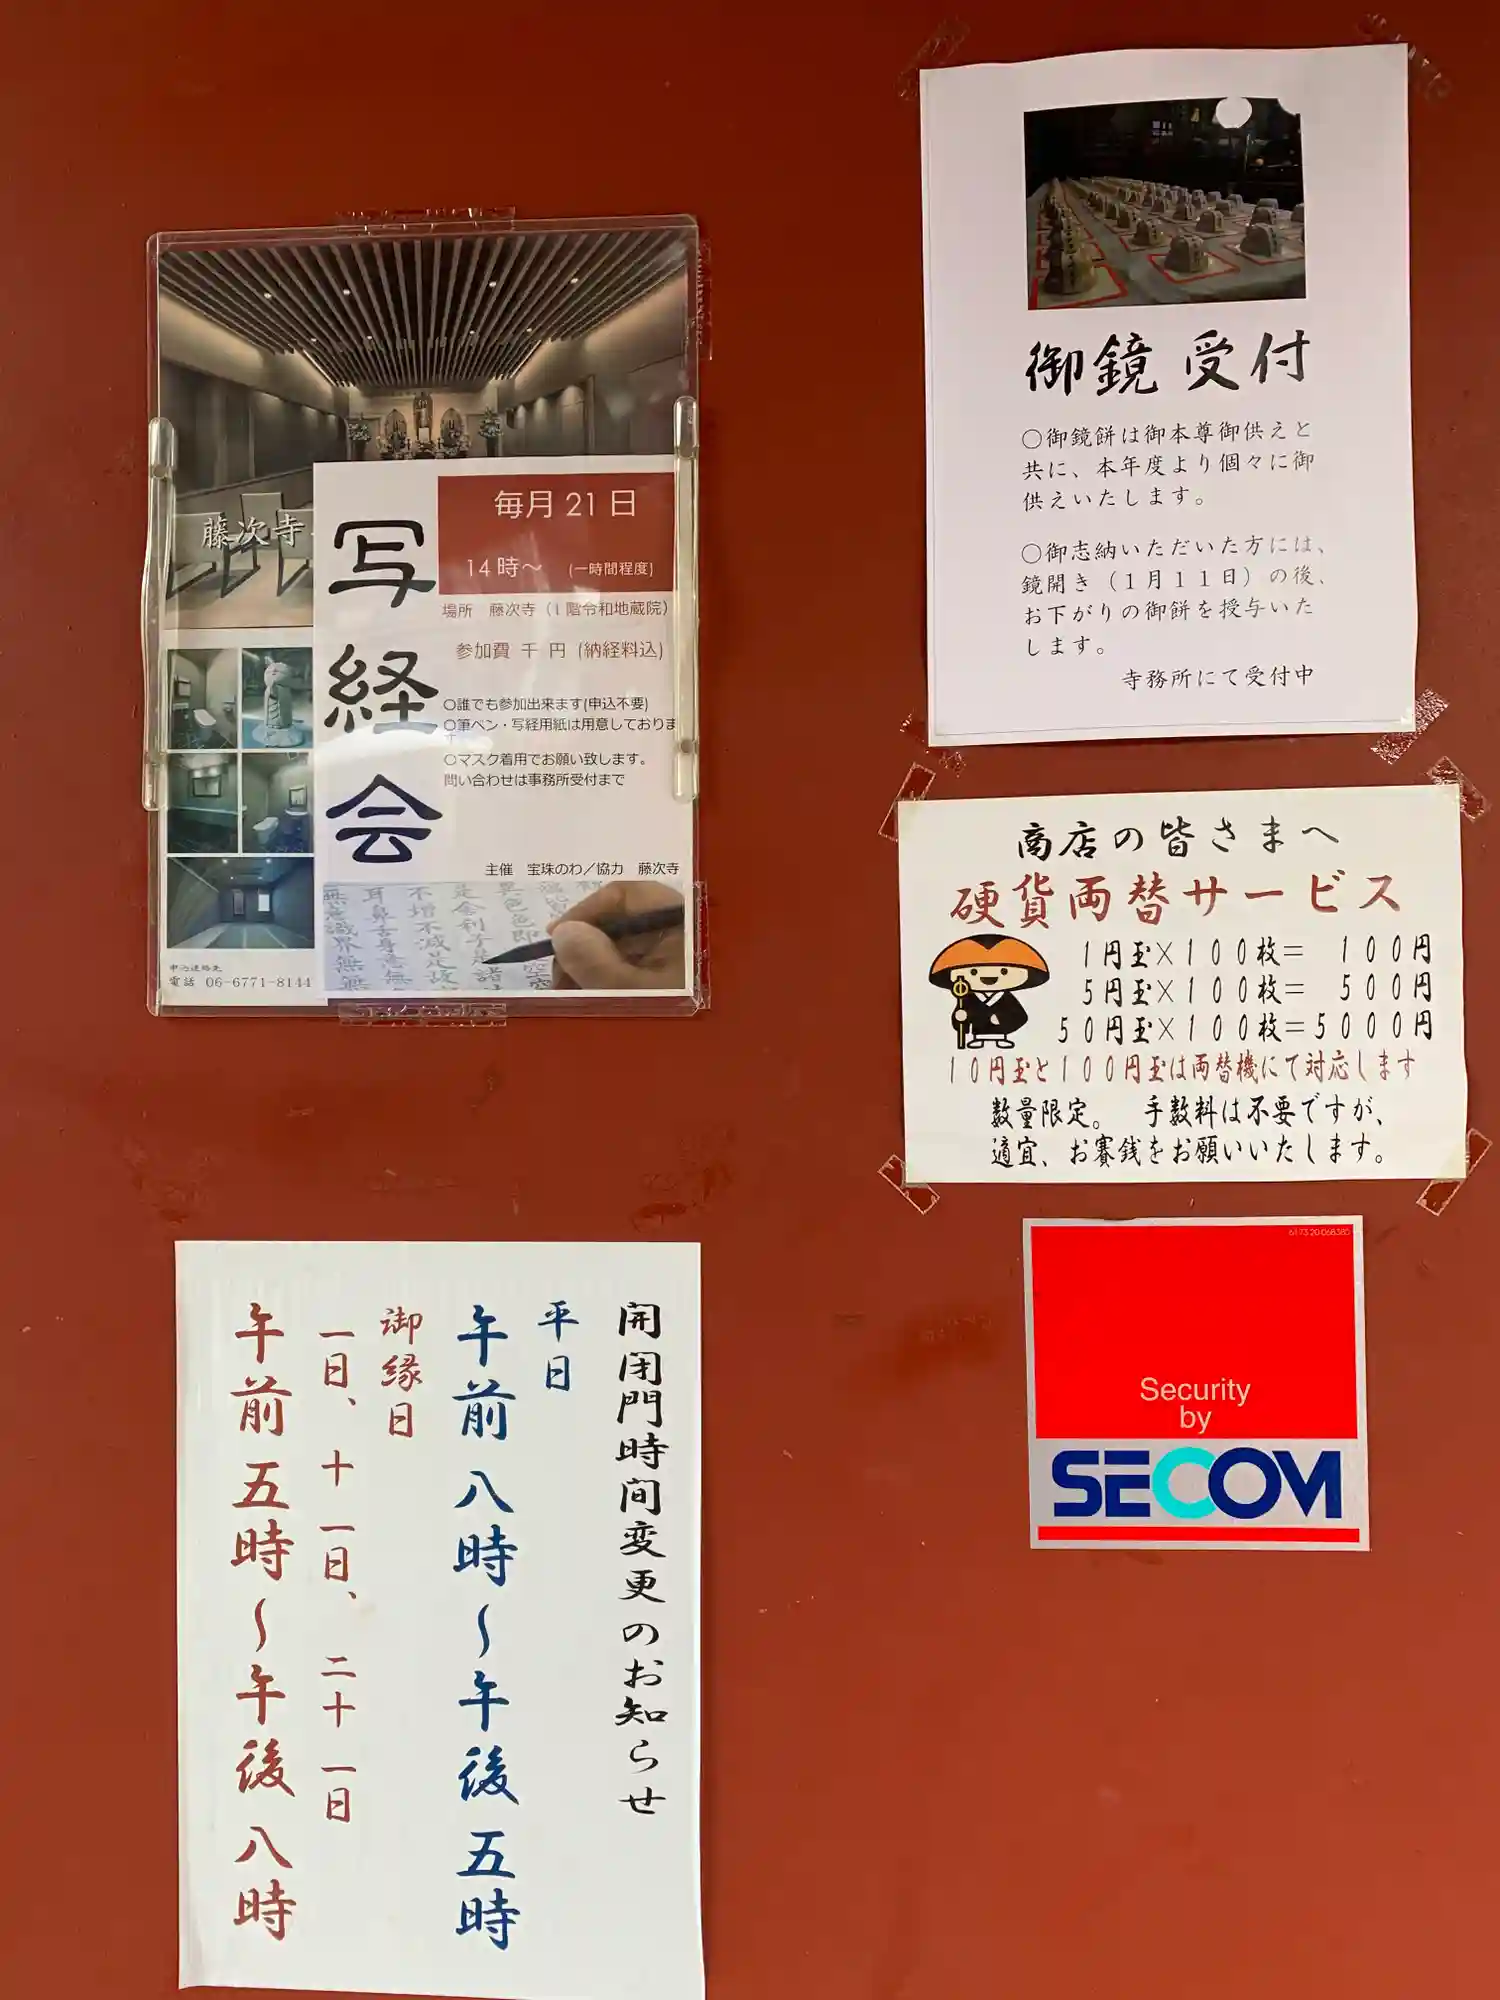 藤次寺
毎月21日
14時～ (一時間程度)
場所 藤次寺(1階令和地蔵院)
参加費 千円 (納経料込)
写経会
○誰でも参加出来ます(申込不要)
○筆ペン・写経用紙は用意しておりま
す
○マスク着用でお願い致します。
問い合わせは事務所受付まで
主催 宝珠のわ/協力 藤次寺
申込連絡先
電話 06-6771-8144
御鏡 受付
○御鏡餅は御本尊御供えと
共に、本年度より個々に御
供えいたします。
○御志納いただいた方には、
鏡開き(1月11日)の後、
お下がりの御餅を授与いた
します。
寺務所にて受付中
商店の皆さまへ
硬貨両替サービス
1円玉×100枚= 100円
5円玉×100枚= 500円
50円玉×100枚=5000円
10円玉と100円玉は両替機にて対応します
数量限定。 手数料は不要ですが、
適宜、お賽銭をお願いいたします。
開閉門時間変更のお知らせ
平日
午前八時～午後五時
御縁日
一日、十一日、二十一日
午前五時～午後八時
Security
by
SECOM